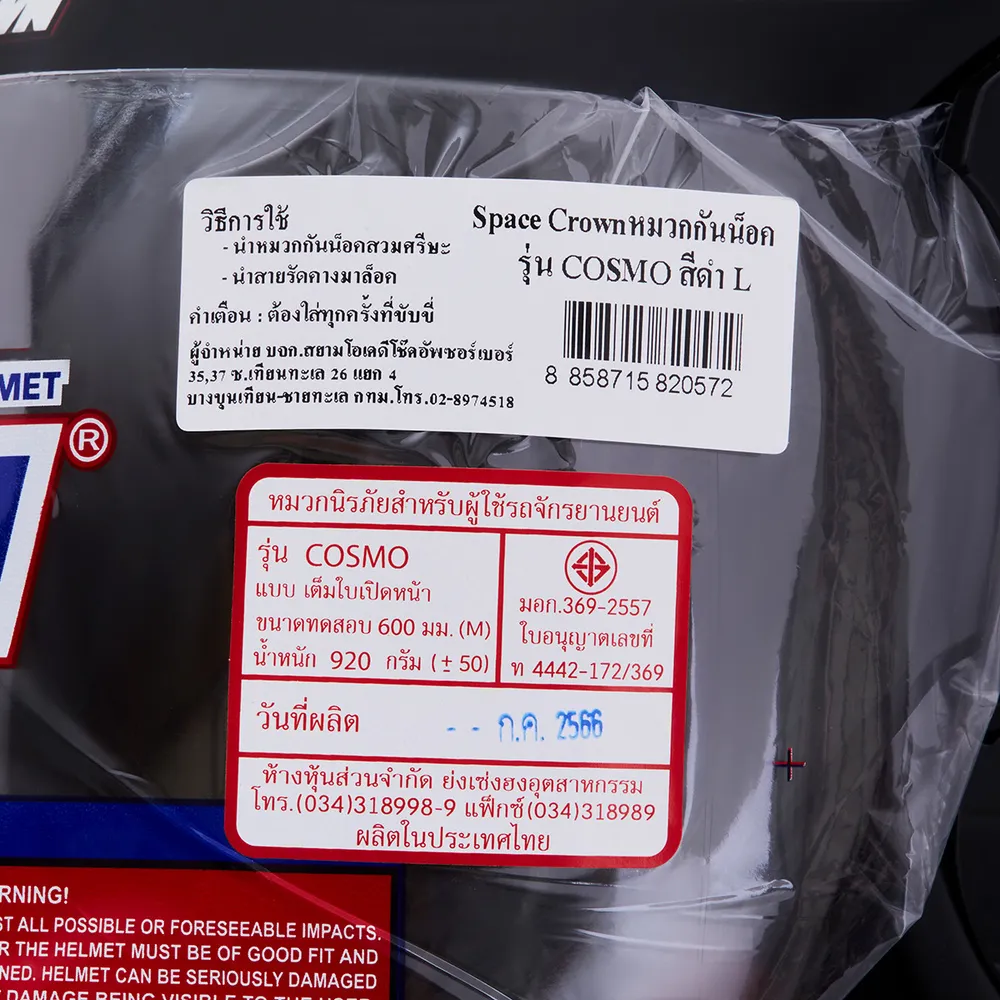 วิธีการใช้
- นำหมวกกันน็อคสวมศรีษะ
- นำสายรัดคางมาล็อค
คำเตือน : ต้องใส่ทุกครั้งที่ขับขี่
ผู้จำหน่าย บจก.สยามโอเดดีโช๊คอัพซอร์เบอร์
35,37 ซ.เทียนทะเล 26 แยก 4
บางขุนเทียน-ชายทะเล กทม.โทร.02-8974518
Space Crownหมวกกันน็อค
รุ่น COSMO สีดำ L
8 858715 820572
MET
®
หมวกนิรภัยสำหรับผู้ใช้รถจักรยานยนต์
รุ่น COSMO
แบบ เต็มใบเปิดหน้า
ขนาดทดสอบ 600 มม. (M)
น้ำหนัก 920 กรัม (± 50)
มอก.369-2557
ใบอนุญาตเลขที่
ท 4442-172/369
วันที่ผลิต - - ก.ค. 2566
ห้างหุ้นส่วนจำกัด ย่งเซ่งฮงอุตสาหกรรม
โทร.(034)318998-9 แฟ็กซ์(034)318989
ผลิตในประเทศไทย
RNING!
ST ALL POSSIBLE OR FORESEEABLE IMPACTS.
R THE HELMET MUST BE OF GOOD FIT AND
NED. HELMET CAN BE SERIOUSLY DAMAGED
DAMAGE BEING VISIBLE TO THE USER